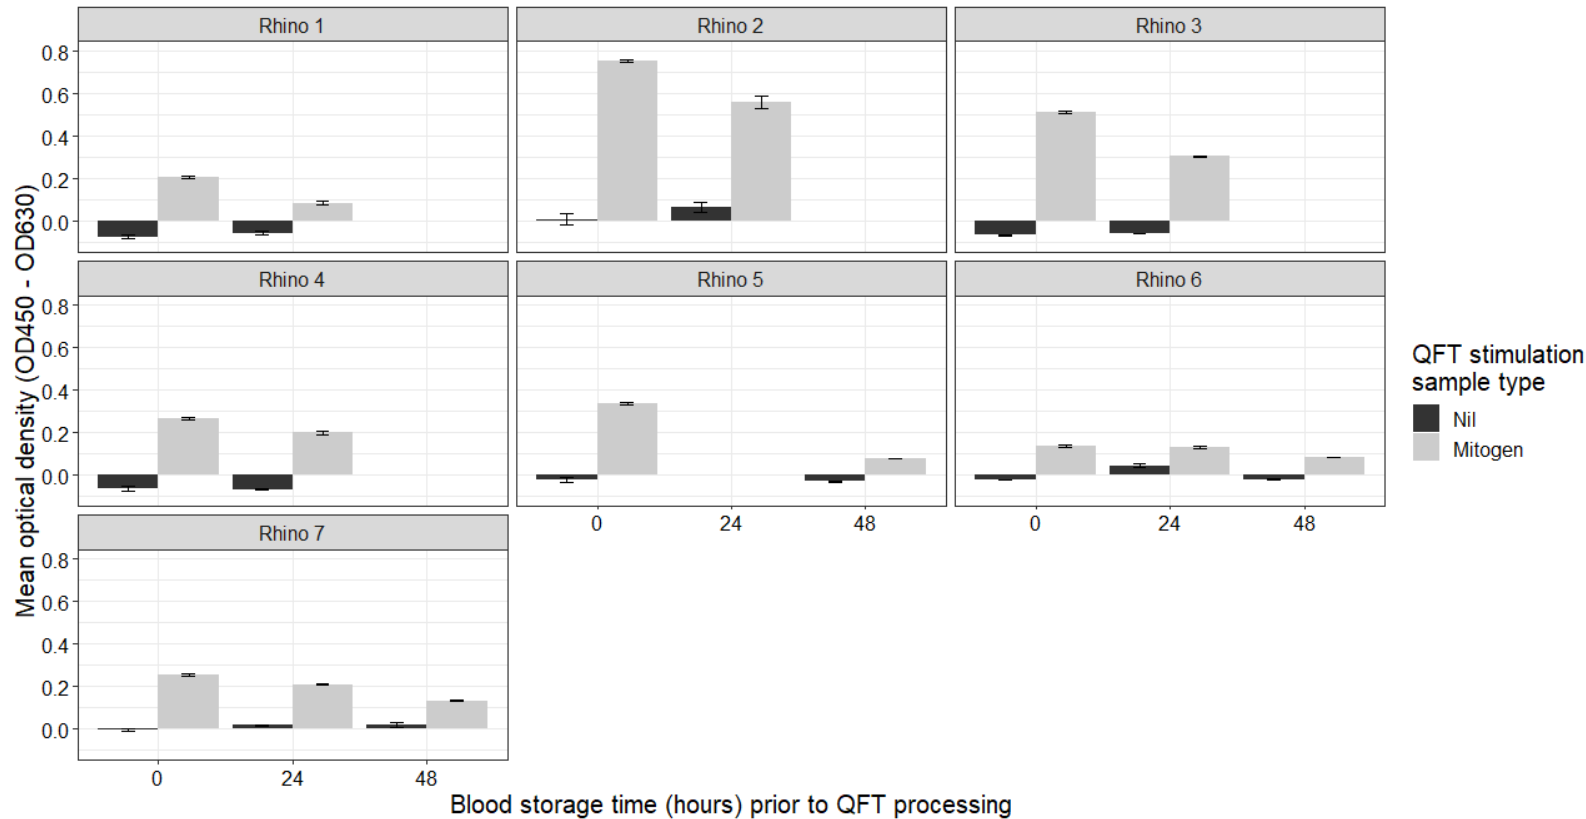 Rhino 1
Rhino 2
Rhino 3
0.8
0.6
0.4
0.2
0.0
Rhino 4
Rhino 5
Rhino 6
0.8
0.6
0.4
0.2
0.0
0 24 48
0 24 48
Rhino 7
0.8
0.6
0.4
0.2
0.0
0 24 48
Mean optical density (OD450 - OD630)
Blood storage time (hours) prior to QFT processing
QFT stimulation
sample type
Nil
Mitogen